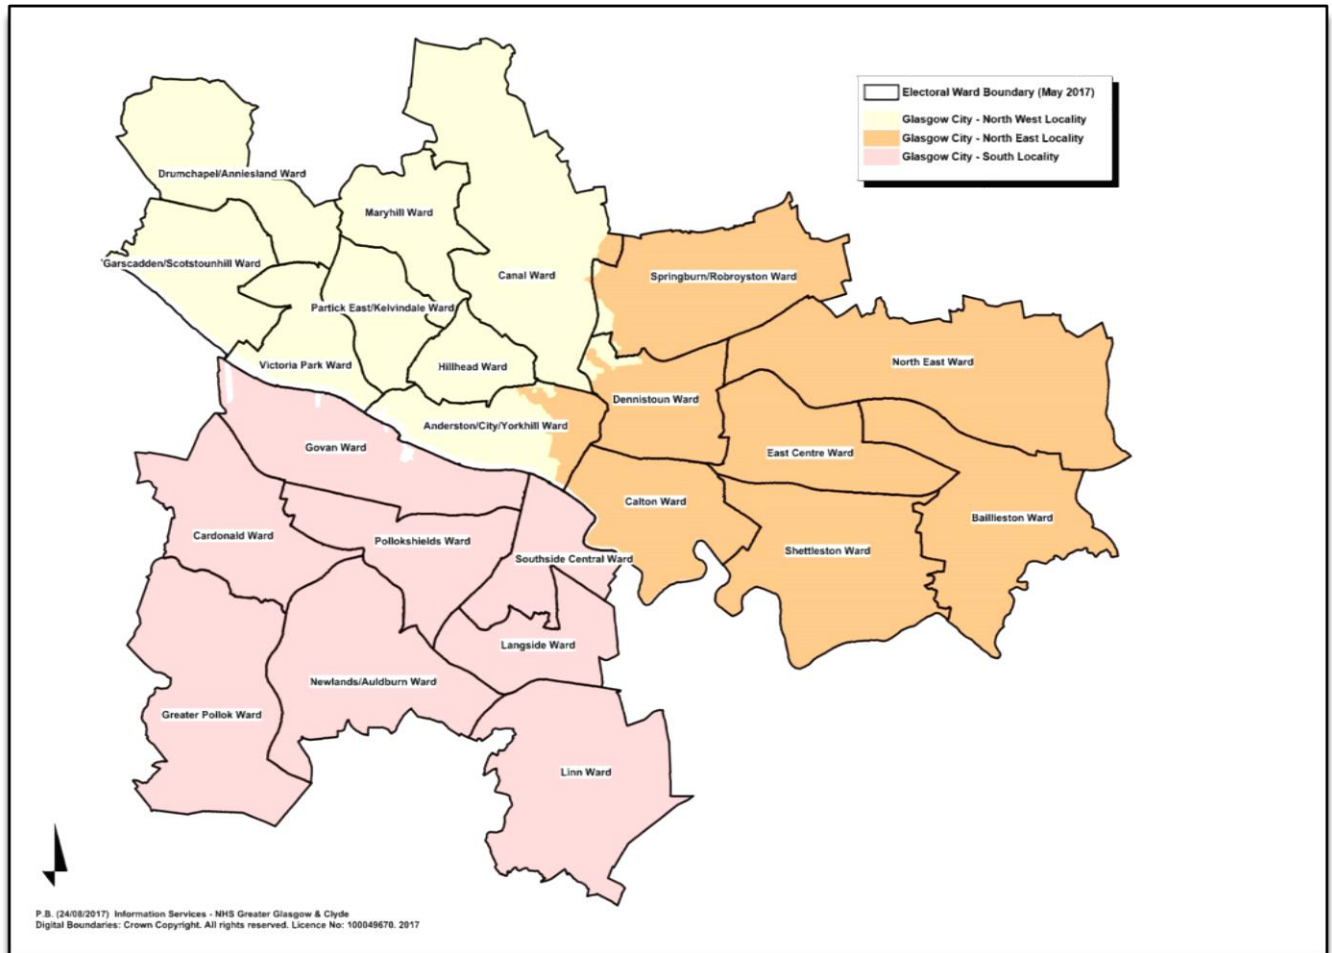 Electoral Ward Boundary (May 2017)
Glasgow City - North West Locality
Glasgow City - North East Locality
Glasgow City - South Locality
Drumchapel/Anniesland Ward
Maryhill Ward
Garscadden/Scotstounhill Ward
Canal Ward
Springburn/Robroyston Ward
Partick East/Kelvindale Ward
Victoria Park Ward
Hillhead Ward
North East Ward
Dennistoun Ward
Anderston/City/Yorkhill Ward
Govan Ward
East Centre Ward
Calton Ward
Baillieston Ward
Cardonald Ward
Pollokshields Ward
Shettleston Ward
Southside Central Ward
Langside Ward
Newlands/Auldburn Ward
Greater Pollok Ward
Linn Ward
P.B. (24/08/2017) Information Services - NHS Greater Glasgow & Clyde
Digital Boundaries: Crown Copyright. All rights reserved. Licence No: 100049670. 2017